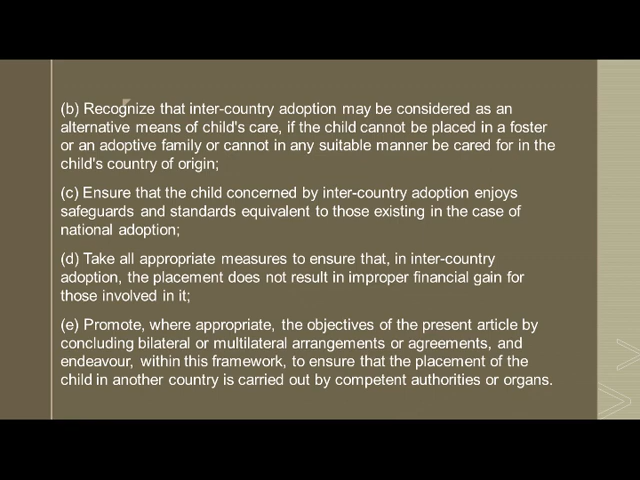 (b) Recognize that inter-country adoption may be considered as an
alternative means of child's care, if the child cannot be placed in a foster
or an adoptive family or cannot in any suitable manner be cared for in the
child's country of origin;
(c) Ensure that the child concerned by inter-country adoption enjoys
safeguards and standards equivalent to those existing in the case of
national adoption;
(d) Take all appropriate measures to ensure that, in inter-country
adoption, the placement does not result in improper financial gain for
those involved in it;
(e) Promote, where appropriate, the objectives of the present article by
concluding bilateral or multilateral arrangements or agreements, and
endeavour, within this framework, to ensure that the placement of the
child in another country is carried out by competent authorities or organs.